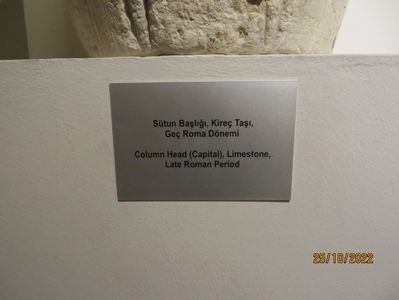 Sütun Başlığı, Kireç Taşı,
Geç Roma Dönemi
Column Head (Capital), Limestone,
Late Roman Period
25/10/2022